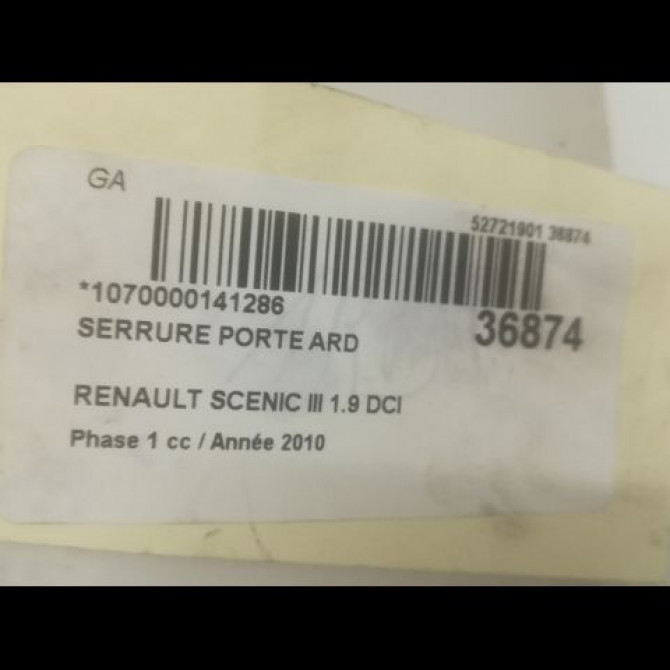 GA
52721901 36874
*1070000141286
36874
SERRURE PORTE ARD
RENAULT SCENIC III 1.9 DCI
Phase 1 cc / Année 2010